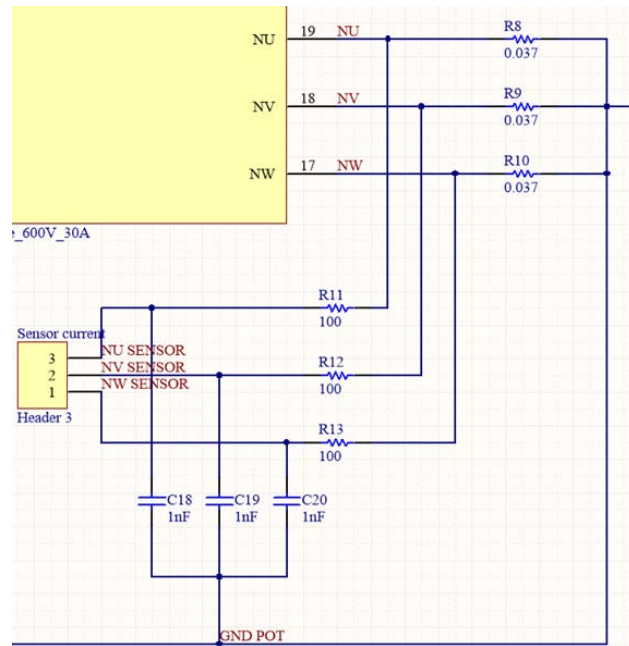 R8
NU 19 NU
0.037
R9
NV 18 NV
0.037
R10
NW 17 NW
0.037
e_600V_30A
R11
100
Sensor current
3 NU SENSOR
2 NV SENSOR
1 NW SENSOR
Header 3
R12
100
R13
100
C18 C19 C20
1nF 1nF 1nF
GND POT